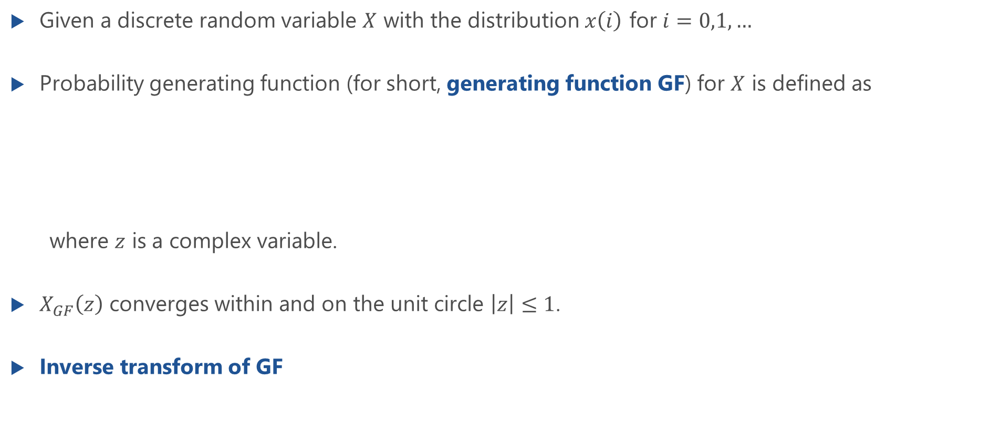 ▶ Given a discrete random variable X with the distribution x(i) for i = 0,1, …
▶ Probability generating function (for short, generating function GF) for X is defined as
where z is a complex variable.
▶ X_{GF}(z) converges within and on the unit circle |z| ≤ 1.
▶ Inverse transform of GF